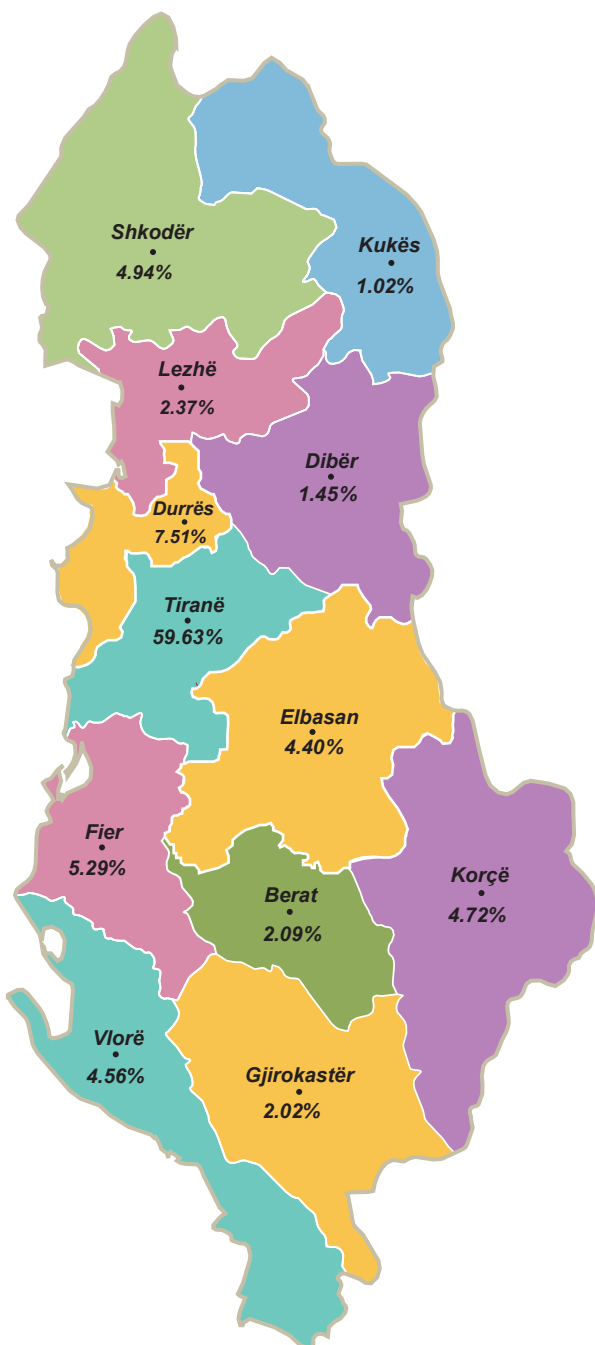 Shkodër
4.94%
Kukës
1.02%
Lezhë
2.37%
Dibër
1.45%
Durrës
7.51%
Tiranë
59.63%
Elbasan
4.40%
Fier
5.29%
Korçë
4.72%
Berat
2.09%
Vlorë
4.56%
Gjirokastër
2.02%